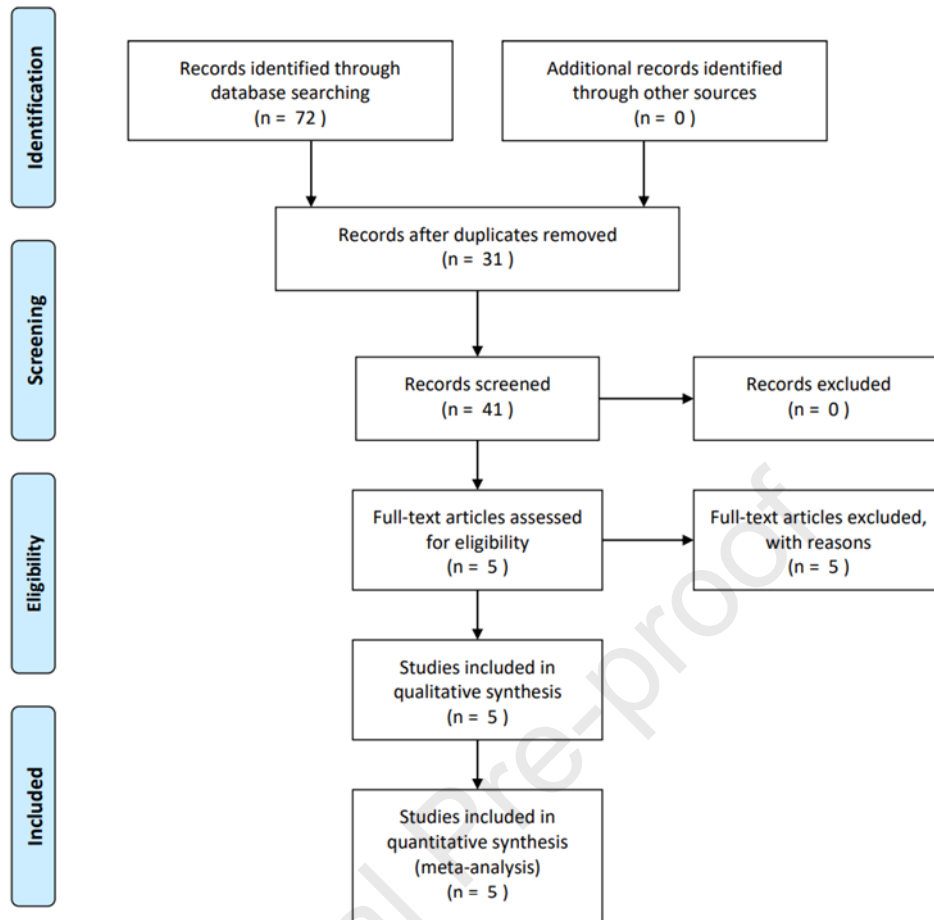 Identification
Records identified through
database searching
(n = 72 )
Additional records identified
through other sources
(n = 0 )
Records after duplicates removed
(n = 31 )
Screening
Records screened
(n = 41 )
Records excluded
(n = 0 )
Eligibility
Full-text articles assessed
for eligibility
(n = 5 )
Full-text articles excluded,
with reasons
(n = 5 )
Studies included in
qualitative synthesis
(n = 5 )
Included
Studies included in
quantitative synthesis
(meta-analysis)
(n = 5 )
al Pre-proof